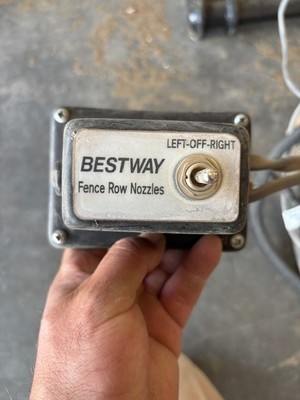 LEFT-OFF-RIGHT
BESTWAY
Fence Row Nozzles